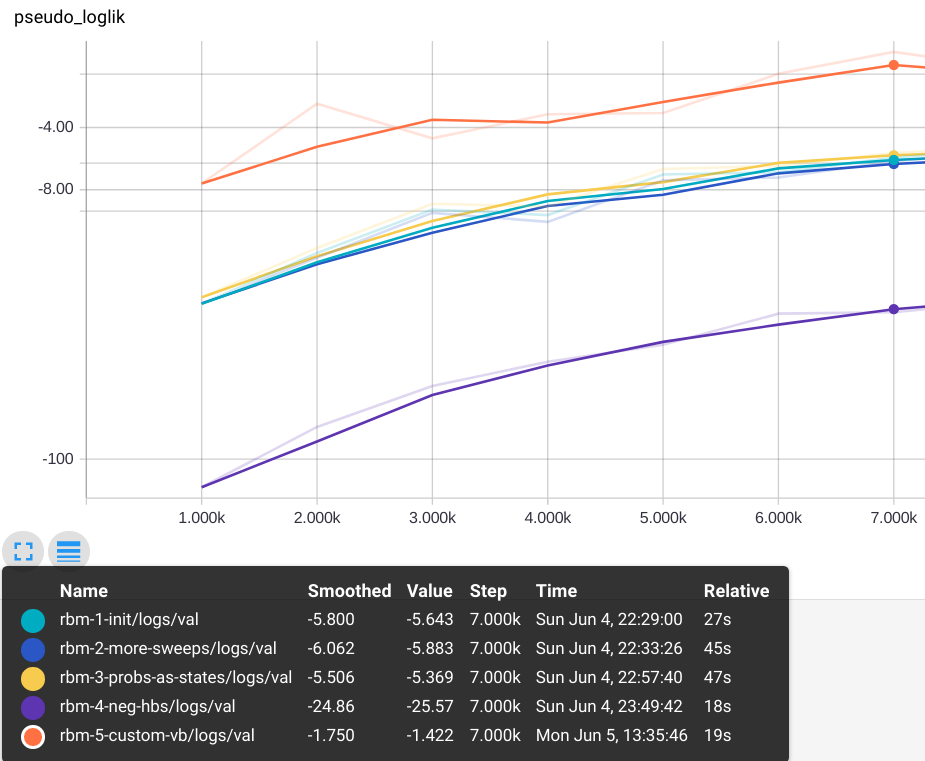 pseudo_loglik
-4.00
-8.00
-100
1.000k 2.000k 3.000k 4.000k 5.000k 6.000k 7.000k
Name Smoothed Value Step Time Relative
rbm-1-init/logs/val -5.800 -5.643 7.000k Sun Jun 4, 22:29:00 27s
rbm-2-more-sweeps/logs/val -6.062 -5.883 7.000k Sun Jun 4, 22:33:26 45s
rbm-3-probs-as-states/logs/val -5.506 -5.369 7.000k Sun Jun 4, 22:57:40 47s
rbm-4-neg-hbs/logs/val -24.86 -25.57 7.000k Sun Jun 4, 23:49:42 18s
rbm-5-custom-vb/logs/val -1.750 -1.422 7.000k Mon Jun 5, 13:35:46 19s